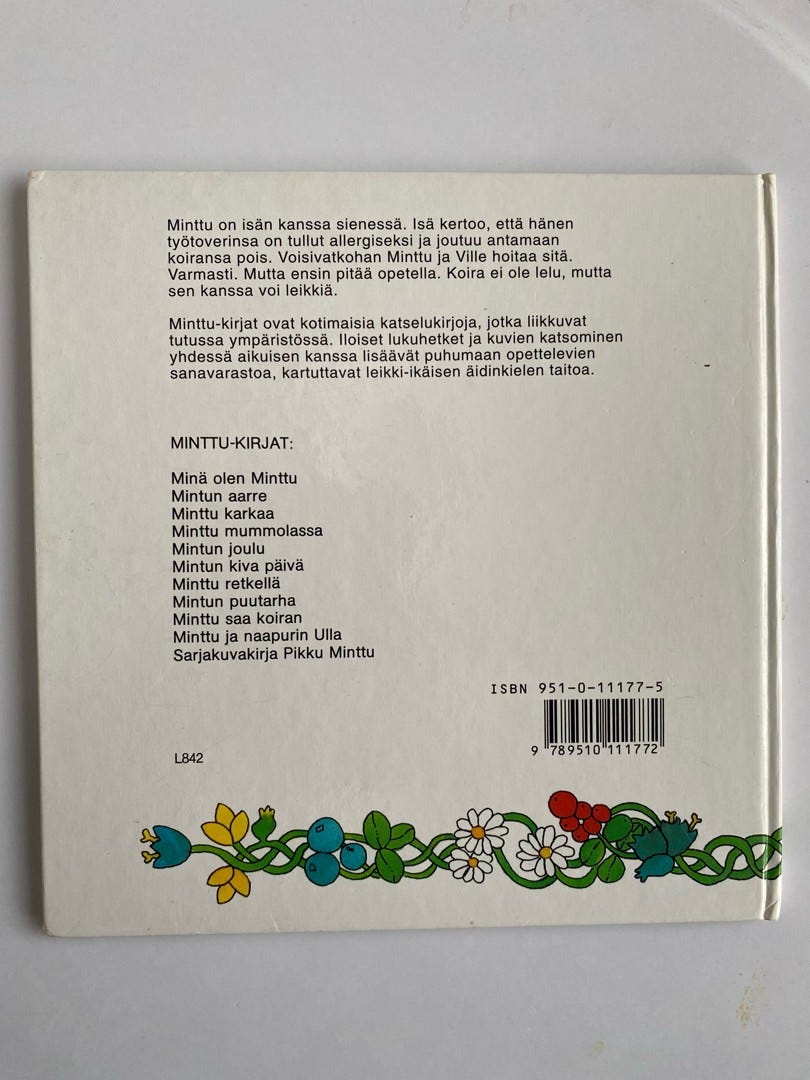 Minttu on isän kanssa sienessä. Isä kertoo, että hänen
työtoverinsa on tullut allergiseksi ja joutuu antamaan
koiransa pois. Voisivatkohan Minttu ja Ville hoitaa sitä.
Varmasti. Mutta ensin pitää opetella. Koira ei ole lelu, mutta
sen kanssa voi leikkiä.
Minttu-kirjat ovat kotimaisia katselukirjoja, jotka liikkuvat
tutussa ympäristössä. Iloiset lukuhetket ja kuvien katsominen
yhdessä aikuisen kanssa lisäävät puhumaan opettelevien
sanavarastoa, kartuttavat leikki-ikäisen äidinkielen taitoa.
MINTTU-KIRJAT:
Minä olen Minttu
Mintun aarre
Minttu karkaa
Minttu mummolassa
Mintun joulu
Mintun kiva päivä
Minttu retkellä
Mintun puutarha
Minttu saa koiran
Minttu ja naapurin Ulla
Sarjakuvakirja Pikku Minttu
ISBN 951-0-11177-5
9 789510 111772
L842